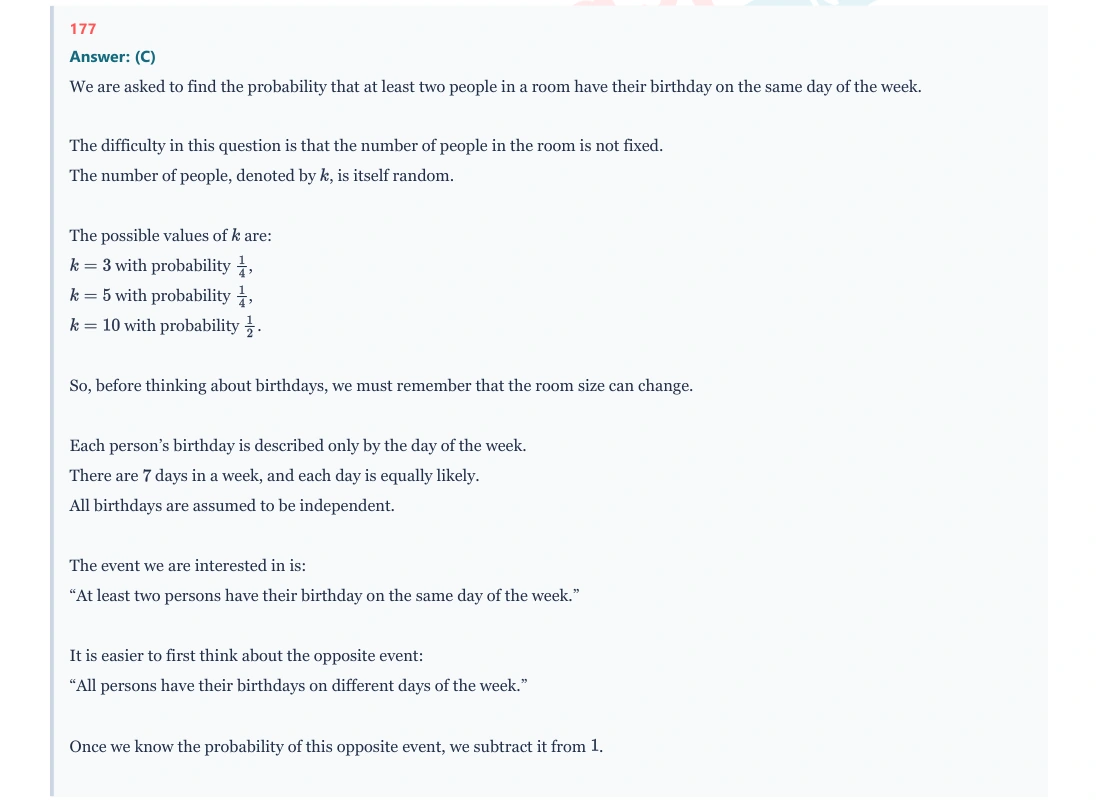 177
Answer: (C)
We are asked to find the probability that at least two people in a room have their birthday on the same day of the week.
The difficulty in this question is that the number of people in the room is not fixed.
The number of people, denoted by k, is itself random.
The possible values of k are:
k = 3 with probability 1/4,
k = 5 with probability 1/4,
k = 10 with probability 1/2.
So, before thinking about birthdays, we must remember that the room size can change.
Each person’s birthday is described only by the day of the week.
There are 7 days in a week, and each day is equally likely.
All birthdays are assumed to be independent.
The event we are interested in is:
“At least two persons have their birthday on the same day of the week.”
It is easier to first think about the opposite event:
“All persons have their birthdays on different days of the week.”
Once we know the probability of this opposite event, we subtract it from 1.